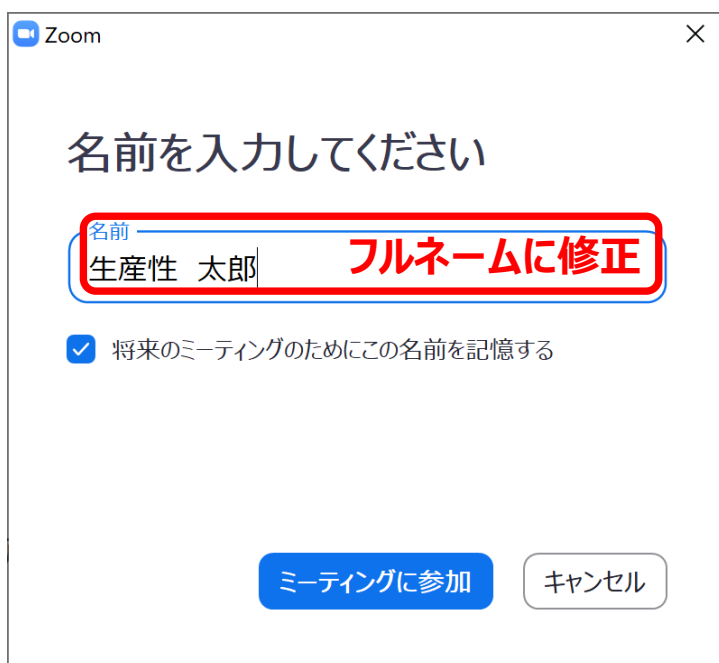 Zoom
名前を入力してください
名前
生産性 太郎
フルネームに修正
将来のミーティングのためにこの名前を記憶する
ミーティングに参加
キャンセル